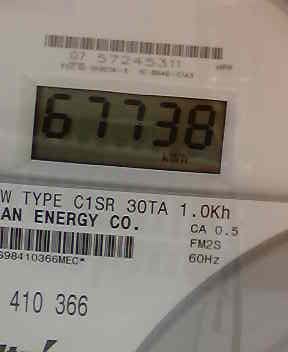 07 57245311
67738
kWh
W TYPE C1SR 30TA 1.0Kh
AN ENERGY CO. CA 0.5
FM2S
S98410366MEC* 60Hz
410 366